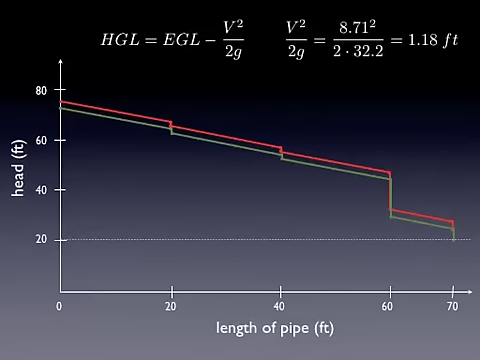 HGL = EGL − V²/2g    V²/2g = 8.71²/2 · 32.2 = 1.18 ft
80
60
40
20
head (ft)
0 20 40 60 70
length of pipe (ft)